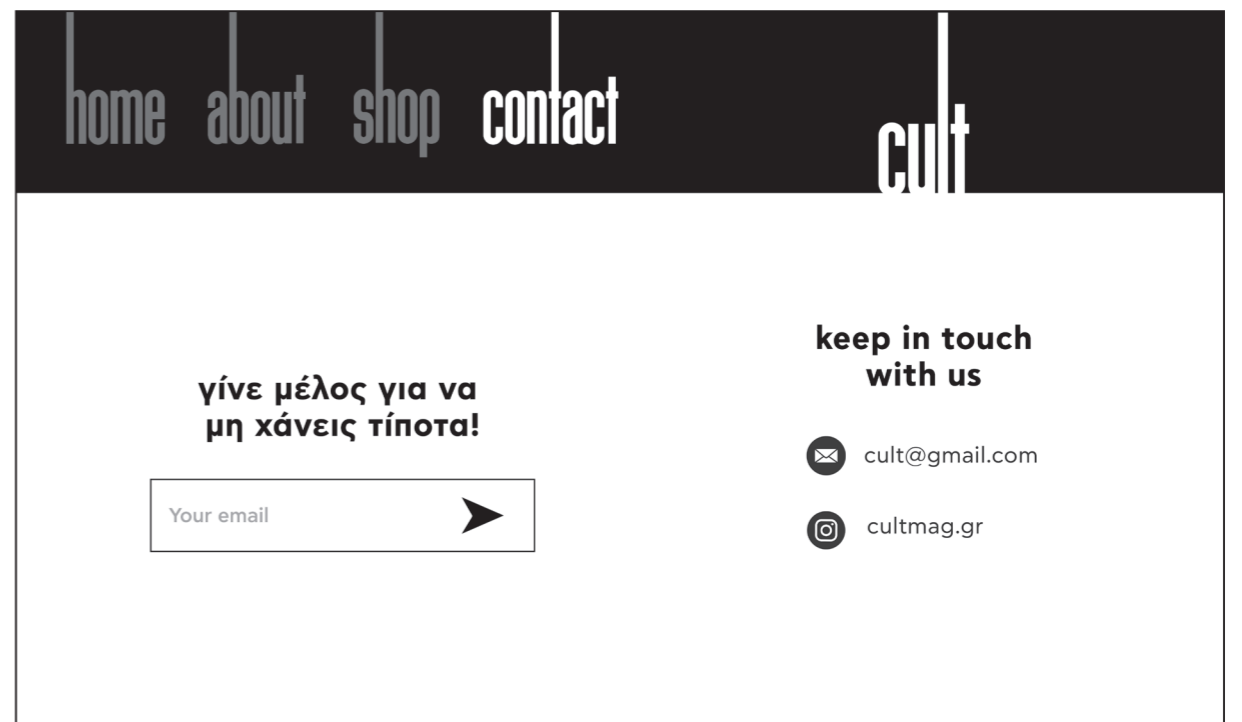 home about shop contact
cult
γίνε μέλος για να
μη χάνεις τίποτα!
Your email
keep in touch
with us
cult@gmail.com
cultmag.gr